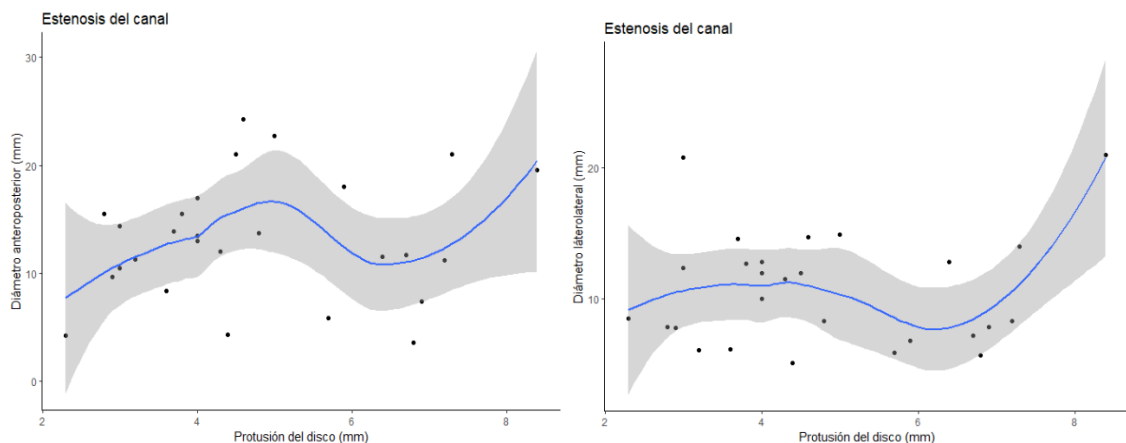 Estenosis del canal
Diámetro anteroposterior (mm)
30
20
10
0
2
4
6
8
Protusión del disco (mm)
Estenosis del canal
Diámetro láterolateral (mm)
20
10
2
4
6
8
Protusión del disco (mm)